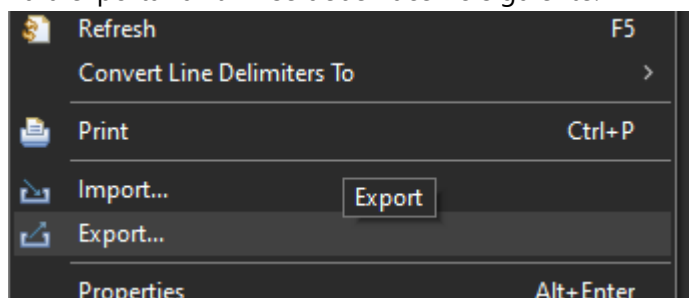 Refresh F5
Convert Line Delimiters To >
Print Ctrl+P
Import...
Export
Export...
Properties Alt+Enter